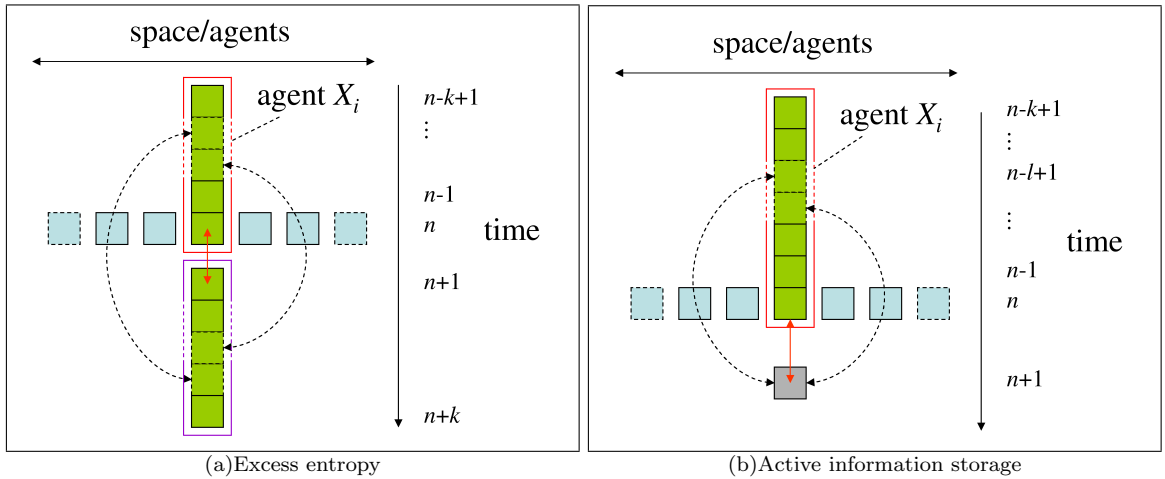 space/agents
agent Xi
n-k+1
⋮
n-1
n
time
n+1
n+k
(a)Excess entropy
space/agents
agent Xi
n-k+1
⋮
n-l+1
⋮
n-1
n
time
n+1
(b)Active information storage